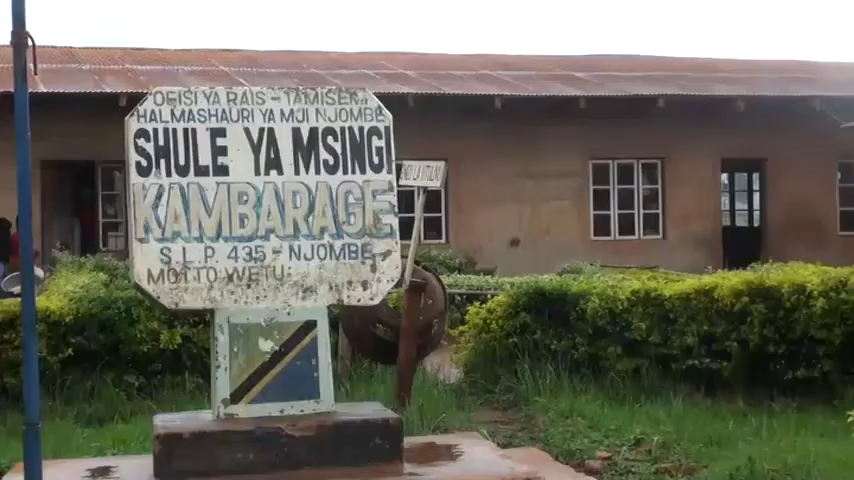 OFISI YA RAIS - TAMISEMI
HALMASHAURI YA MJI NJOMBE
SHULE YA MSINGI
KAMBARAGE
S.L.P. 435 - NJOMBE
MOTTO WETU: